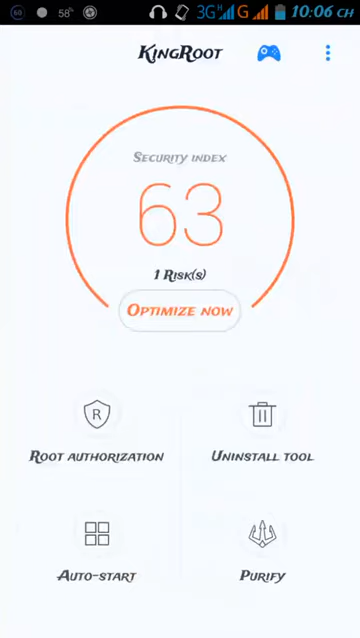 60 58° 3G H G 10:06 CH
KingRoot
Security index
63
1 Risk(s)
Optimize now
R
Root authorization Uninstall tool
Auto-start Purify